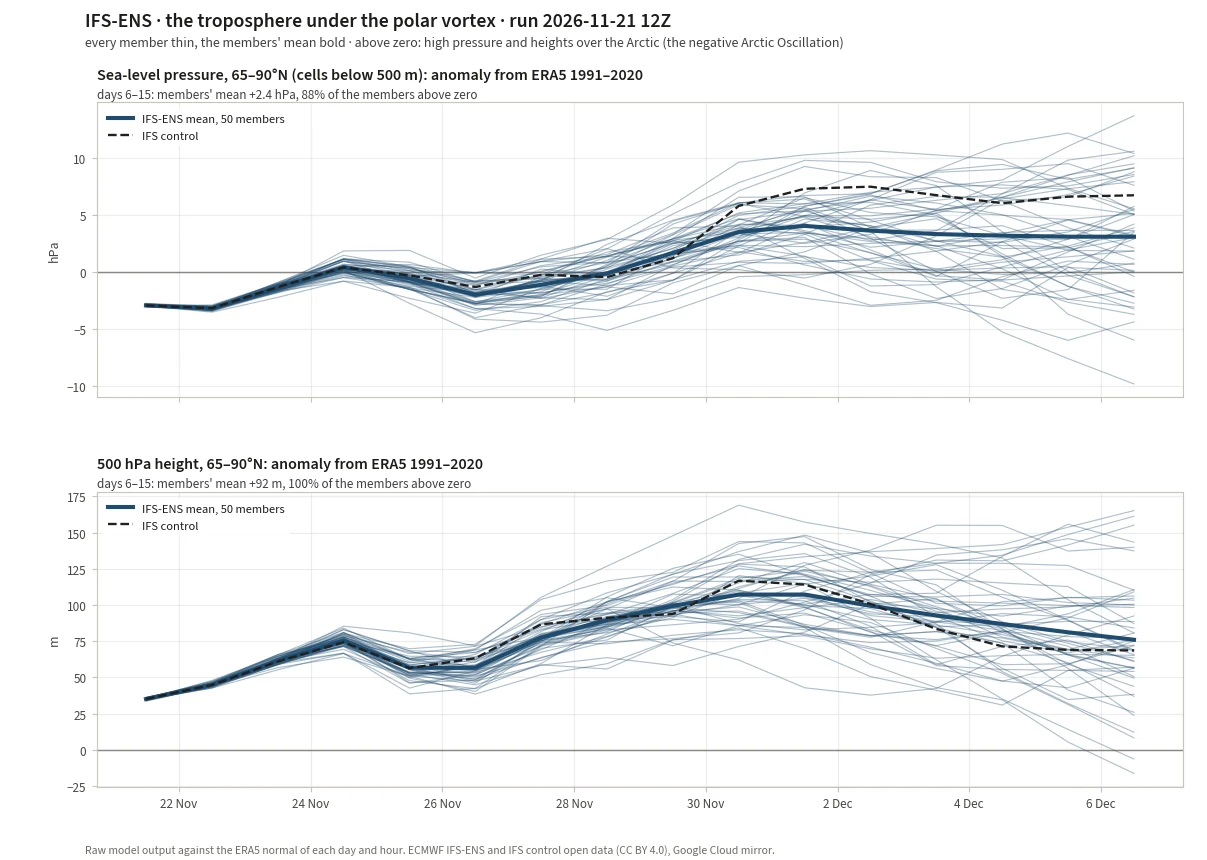 IFS-ENS · the troposphere under the polar vortex · run 2026-11-21 12Z
every member thin, the members' mean bold · above zero: high pressure and heights over the Arctic (the negative Arctic Oscillation)
Sea-level pressure, 65–90°N (cells below 500 m): anomaly from ERA5 1991–2020
days 6–15: members' mean +2.4 hPa, 88% of the members above zero
IFS-ENS mean, 50 members
IFS control
10
5
0
−5
−10
hPa
500 hPa height, 65–90°N: anomaly from ERA5 1991–2020
days 6–15: members' mean +92 m, 100% of the members above zero
IFS-ENS mean, 50 members
IFS control
175
150
125
100
75
50
25
0
−25
m
22 Nov 24 Nov 26 Nov 28 Nov 30 Nov 2 Dec 4 Dec 6 Dec
Raw model output against the ERA5 normal of each day and hour. ECMWF IFS-ENS and IFS control open data (CC BY 4.0), Google Cloud mirror.